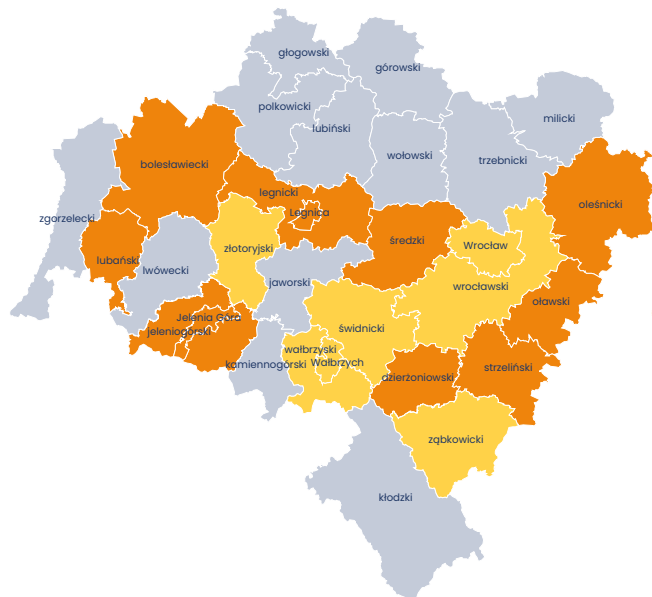 głogowski
górowski
polkowicki
lubiński
milicki
wołowski
trzebnicki
bolesławiecki
legnicki
Legnica
oleśnicki
zgorzelecki
złotoryjski
średzki
Wrocław
lubański
lwówecki
jaworski
wrocławski
oławski
Jelenia Góra
jeleniogórski
świdnicki
wałbrzyski
Wałbrzych
kamiennogórski
dzierżoniowski
strzeliński
ząbkowicki
kłodzki